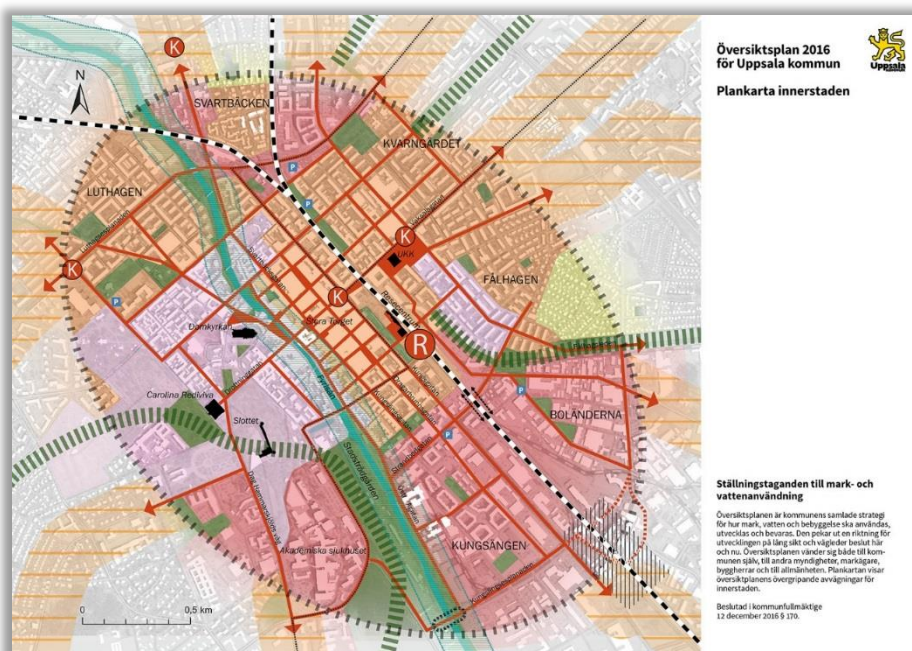 Översiktsplan 2016
för Uppsala kommun
Plankarta innerstaden
Uppsala
N
K
SVARTBÄCKEN
KVARNGÄRDET
P
LUTHAGEN
P
K
UKK
K
FÅLHAGEN
K
Stora Torget
Domkyrkan
Resecentrum
R
P
Carolina Rediviva
Slottet
Fyrisån
P
BOLÄNDERNA
P
Stadsträdgården
KUNGSÄNGEN
Akademiska sjukhuset
0
0,5 km
Ställningstaganden till mark- och
vattenanvändning
Översiktsplanen är kommunens samlade strategi
för hur mark, vatten och bebyggelse ska användas,
utvecklas och bevaras. Den pekar ut en riktning för
utvecklingen på lång sikt och vägleder beslut här
och nu. Översiktsplanen vänder sig både till kom-
munen själv, till andra myndigheter, markägare,
byggherrar och till allmänheten. Plankartan visar
översiktsplanens övergripande avvägningar för
innerstaden.
Beslutad i kommunfullmäktige
12 december 2016 § 170.